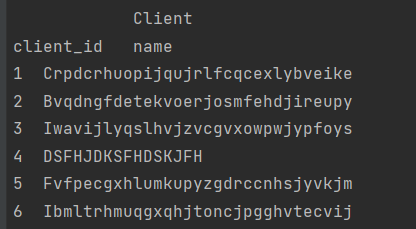 Client
client_id name
1 Crpdcrhuopijqujrlfcqcexlybveike
2 Bvqdngfdetekvoerjosmfehdjireupy
3 Iwavijlyqslhvjzvcgvxowpwjypfoys
4 DSFHJDKSFHDSKJFH
5 Fvfpecgxhlumkupyzgdrccnhsjyvkjm
6 Ibmltrhmuqgxqhjtoncjpgghvtecvij